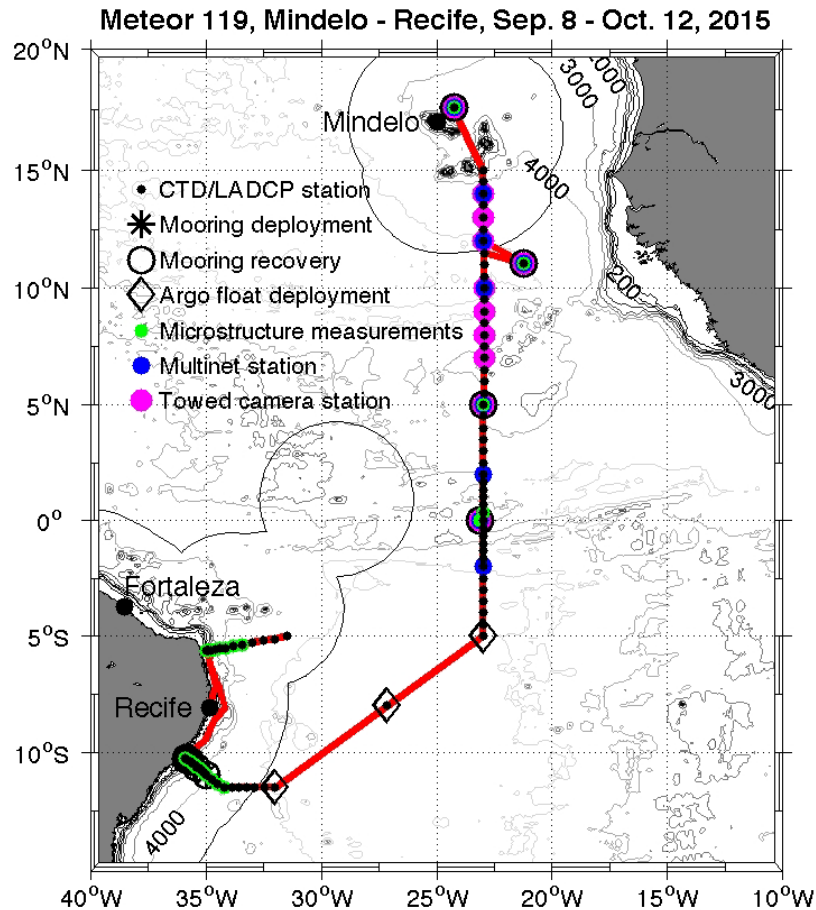 Meteor 119, Mindelo - Recife, Sep. 8 - Oct. 12, 2015
20°N
15°N
10°N
5°N
0°
5°S
10°S
3000
Mindelo
4000
CTD/LADCP station
Mooring deployment
Mooring recovery
Argo float deployment
Microstructure measurements
Multinet station
Towed camera station
200
3000
Fortaleza
Recife
4000
40°W
35°W
30°W
25°W
20°W
15°W
10°W